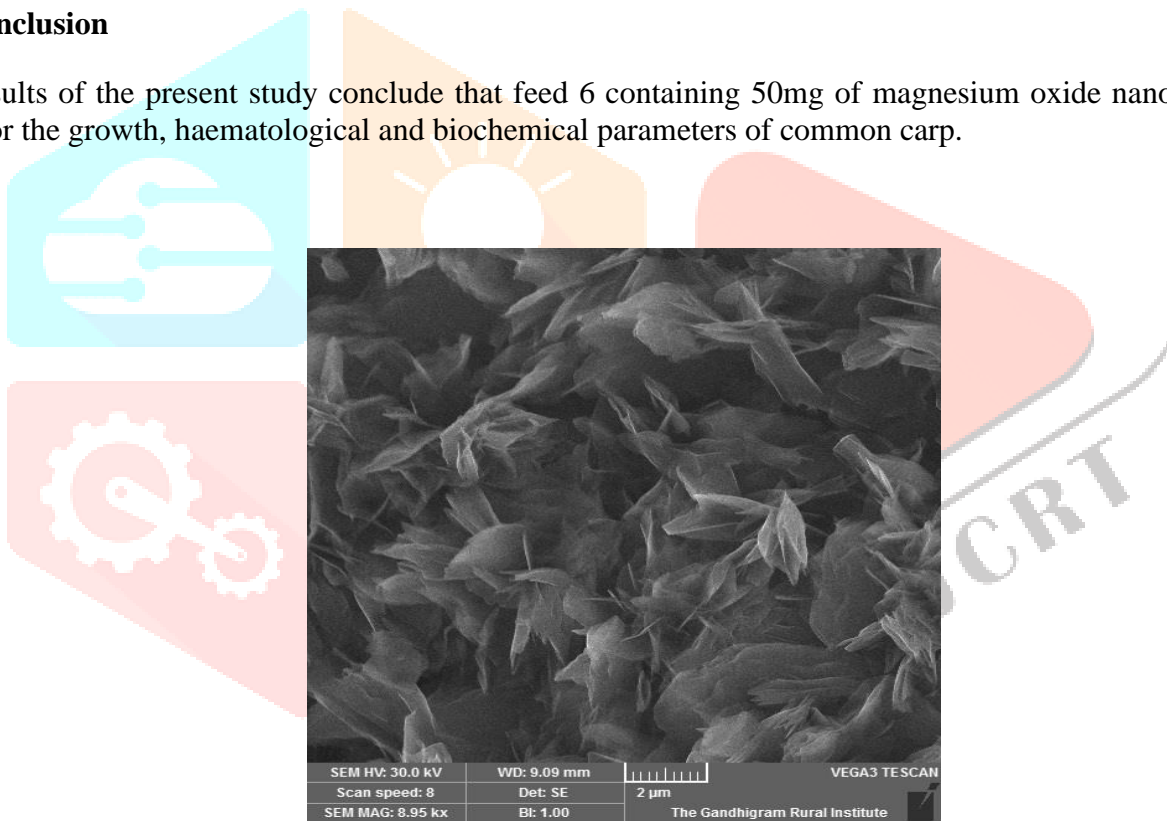 nclusion
sults of the present study conclude that feed 6 containing 50mg of magnesium oxide nano
or the growth, haematological and biochemical parameters of common carp.
CRT
SEM HV: 30.0 kV WD: 9.09 mm VEGA3 TESCAN
Scan speed: 8 Det: SE 2 µm
SEM MAG: 8.95 kx BI: 1.00 The Gandhigram Rural Institute